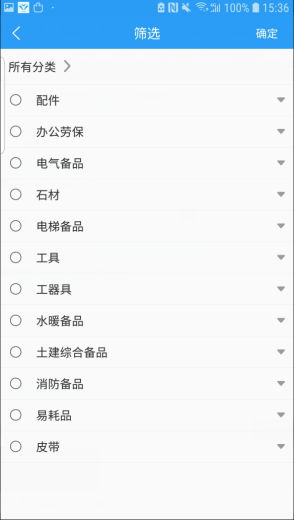 100% 15:36
筛选 确定
所有分类
配件
办公劳保
电气备品
石材
电梯备品
工具
工器具
水暖备品
土建综合备品
消防备品
易耗品
皮带